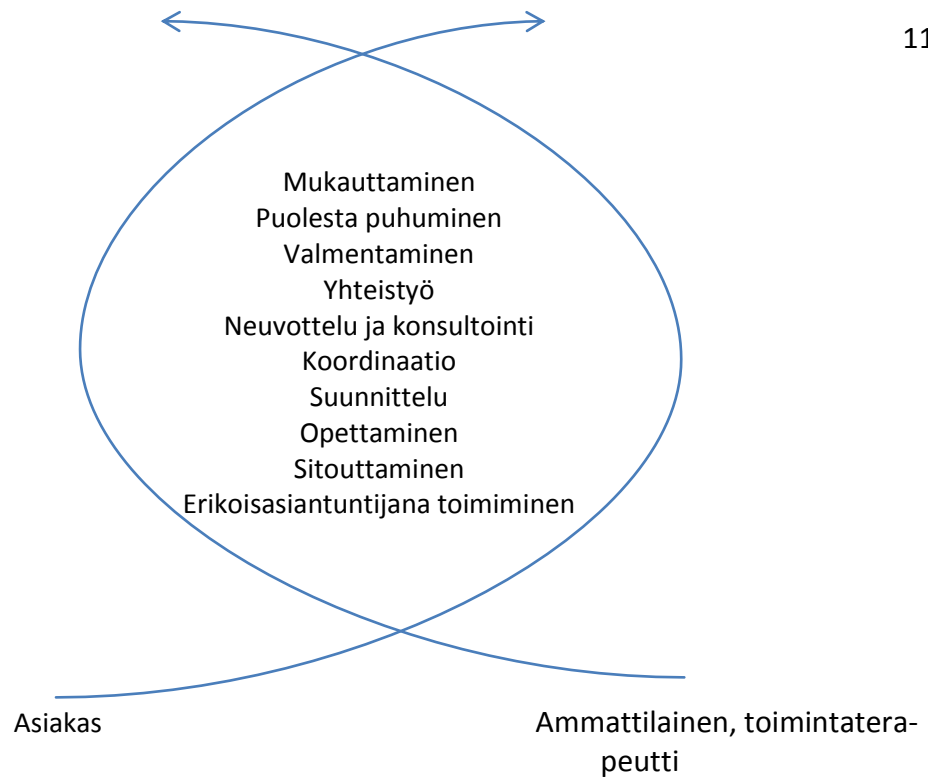 11
Mukauttaminen
Puolesta puhuminen
Valmentaminen
Yhteistyö
Neuvottelu ja konsultointi
Koordinaatio
Suunnittelu
Opettaminen
Sitouttaminen
Erikoisasiantuntijana toimiminen
Asiakas
Ammattilainen, toimintatera-
peutti